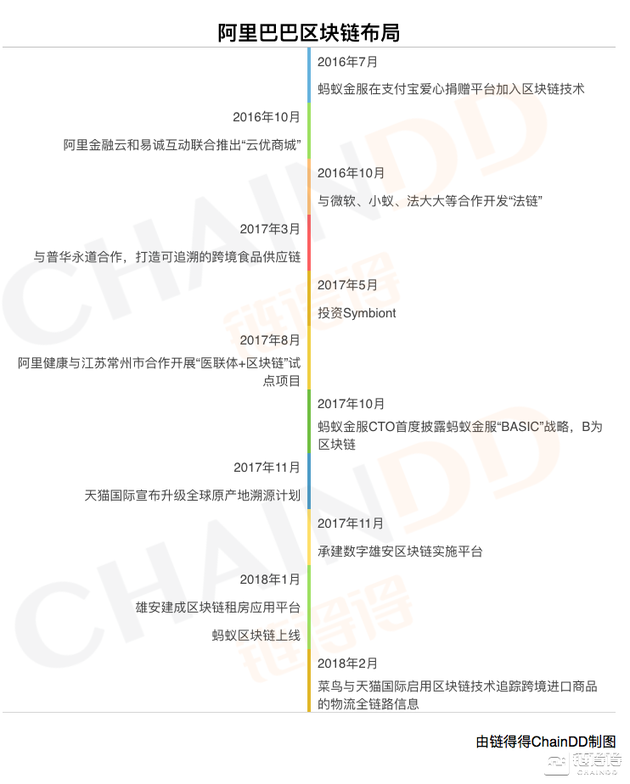 阿里巴巴区块链布局
2016年7月
蚂蚁金服在支付宝爱心捐赠平台加入区块链技术
2016年10月
阿里金融云和易诚互动联合推出“云优商城”
2016年10月
与微软、小蚁、法大大等合作开发“法链”
2017年3月
与普华永道合作，打造可追溯的跨境食品供应链
2017年5月
投资Symbiont
2017年8月
阿里健康与江苏常州市合作开展“医联体+区块链”试
点项目
2017年10月
蚂蚁金服CTO首度披露蚂蚁金服“BASIC”战略，B为
区块链
2017年11月
天猫国际宣布升级全球原产地溯源计划
2017年11月
承建数字雄安区块链实施平台
2018年1月
雄安建成区块链租房应用平台
蚂蚁区块链上线
2018年2月
菜鸟与天猫国际启用区块链技术追踪跨境进口商品
的物流全链路信息
由链得得ChainDD制图
CHAINDD
链得得
CHAINDD
链得得
链得得
CHAINDD